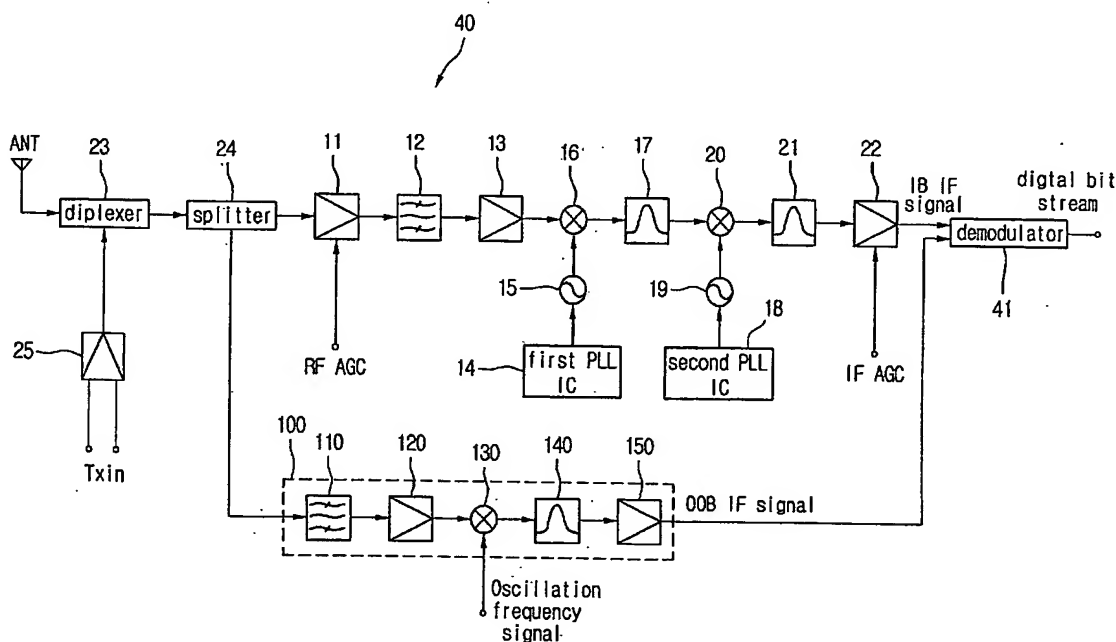 40
ANT
23
24
11
12
13
16
17
20
21
22
IB IF
signal
digtal bit
stream
diplexer
splitter
demodulator
41
15
19
25
RF AGC
14
first PLL
IC
18
second PLL
IC
IF AGC
Txin
100
110
120
130
140
150
OOB IF signal
Oscillation
frequency
signal